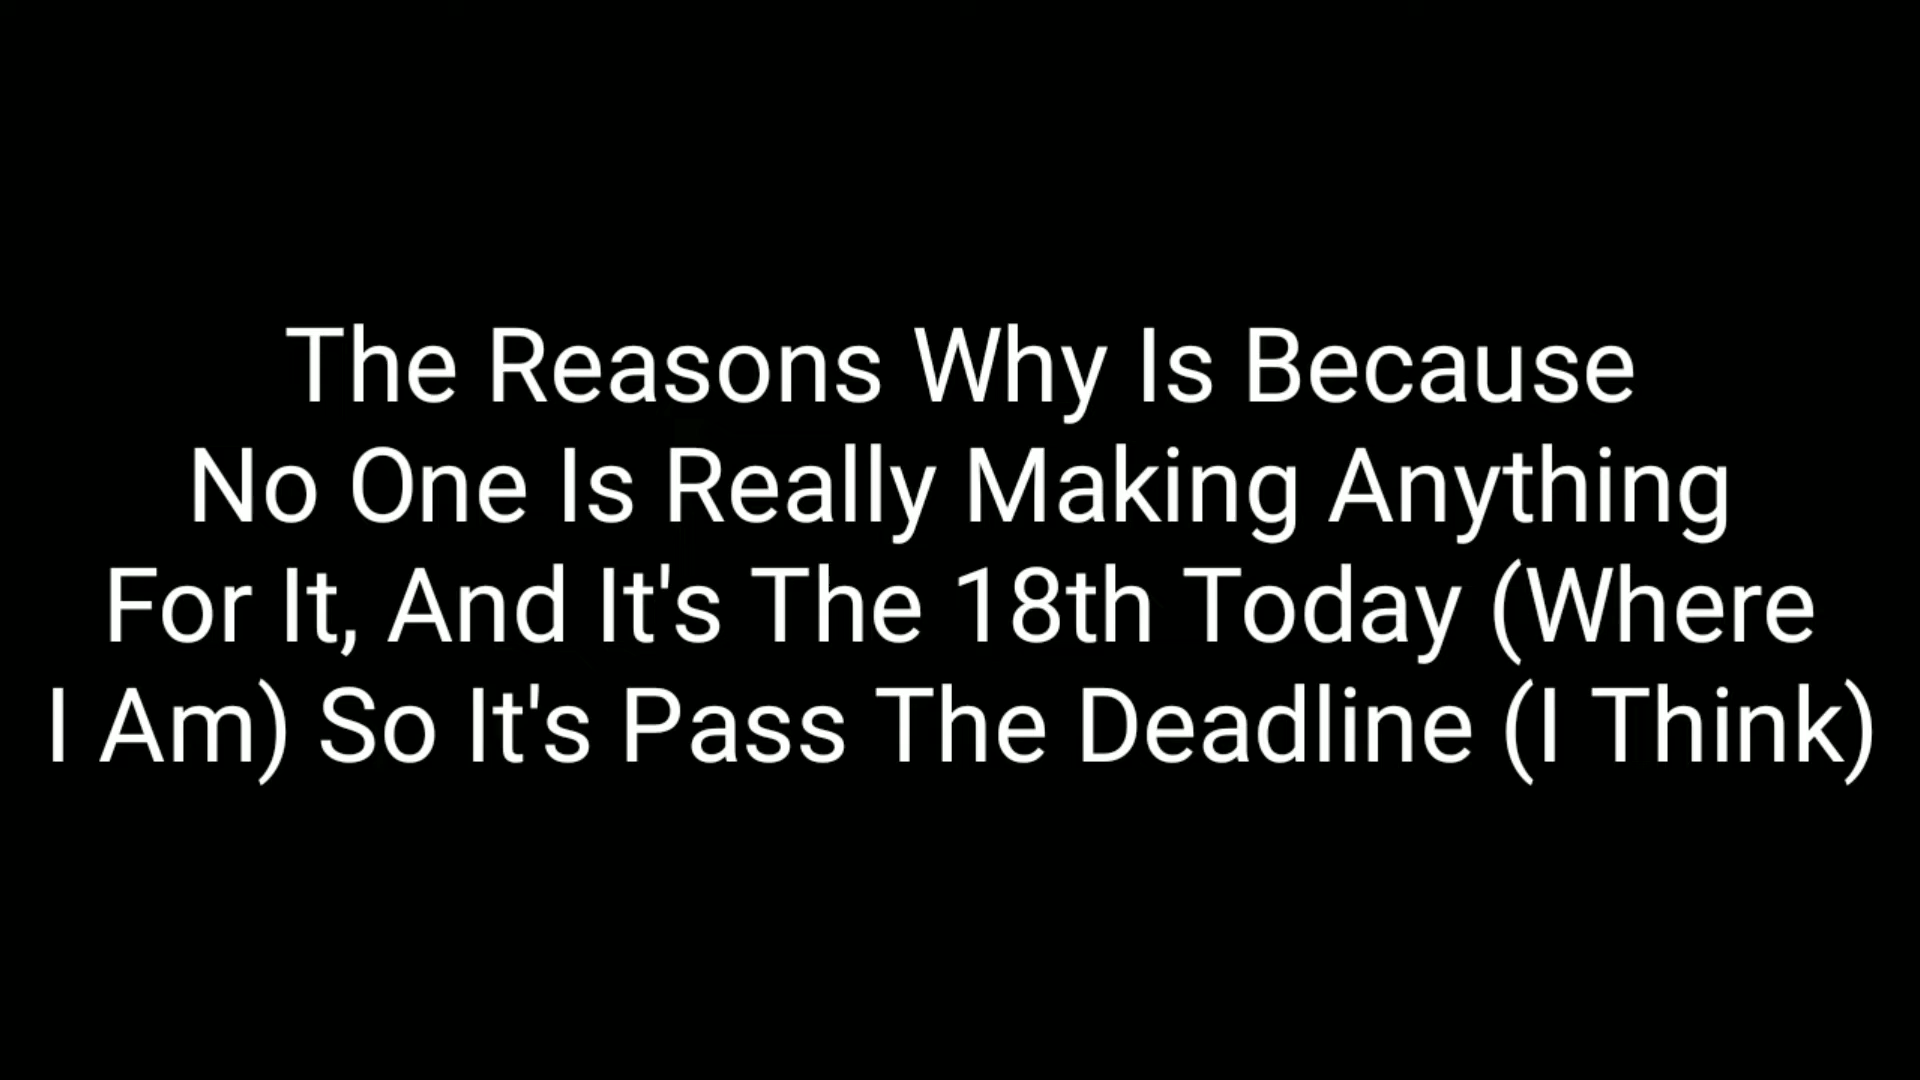 The Reasons Why Is Because
No One Is Really Making Anything
For It, And It's The 18th Today (Where
I Am) So It's Pass The Deadline (I Think)